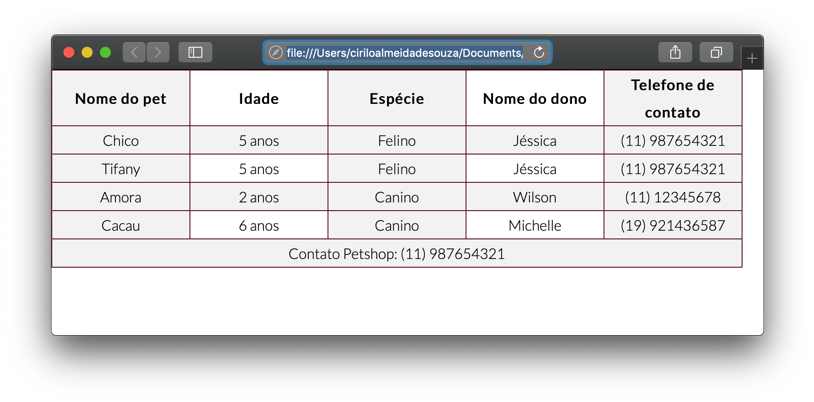 file:///Users/ciriloalmeidadesouza/Documents,
Nome do pet Idade Espécie Nome do dono Telefone de contato
Chico 5 anos Felino Jéssica (11) 987654321
Tifany 5 anos Felino Jéssica (11) 987654321
Amora 2 anos Canino Wilson (11) 12345678
Cacau 6 anos Canino Michelle (19) 921436587
Contato Petshop: (11) 987654321